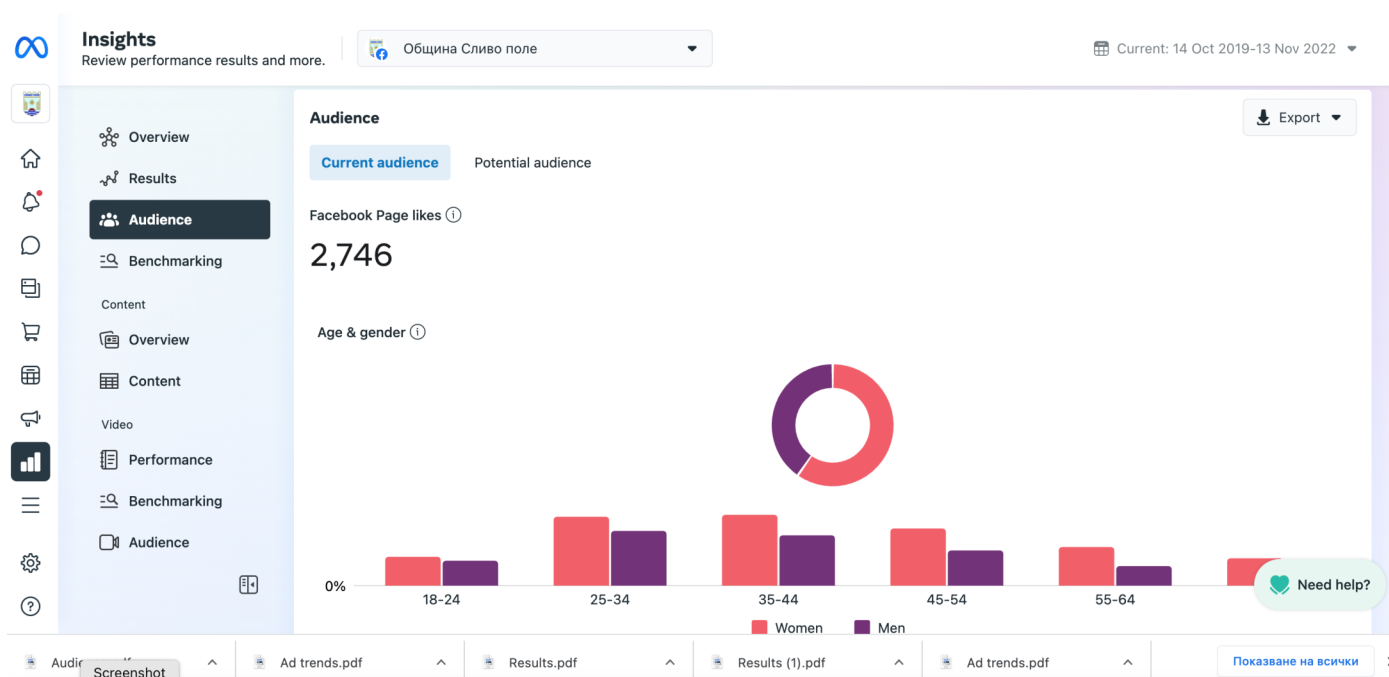 Insights
Review performance results and more.
Община Сливо поле
Current: 14 Oct 2019-13 Nov 2022
Overview
Results
Audience
Benchmarking
Content
Overview
Content
Video
Performance
Benchmarking
Audience
Audience
Export
Current audience
Potential audience
Facebook Page likes
2,746
Age & gender
0%
18-24
25-34
35-44
45-54
55-64
Women
Men
Need help?
Screenshot
Ad trends.pdf
Results.pdf
Results (1).pdf
Ad trends.pdf
Показване на всички